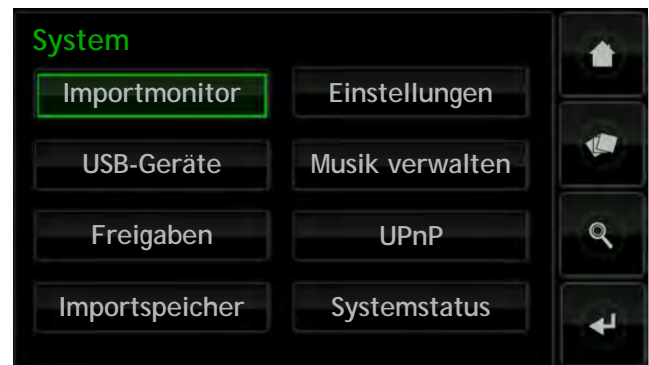 System
Importmonitor
Einstellungen
USB-Geräte
Musik verwalten
Freigaben
UPnP
Importspeicher
Systemstatus